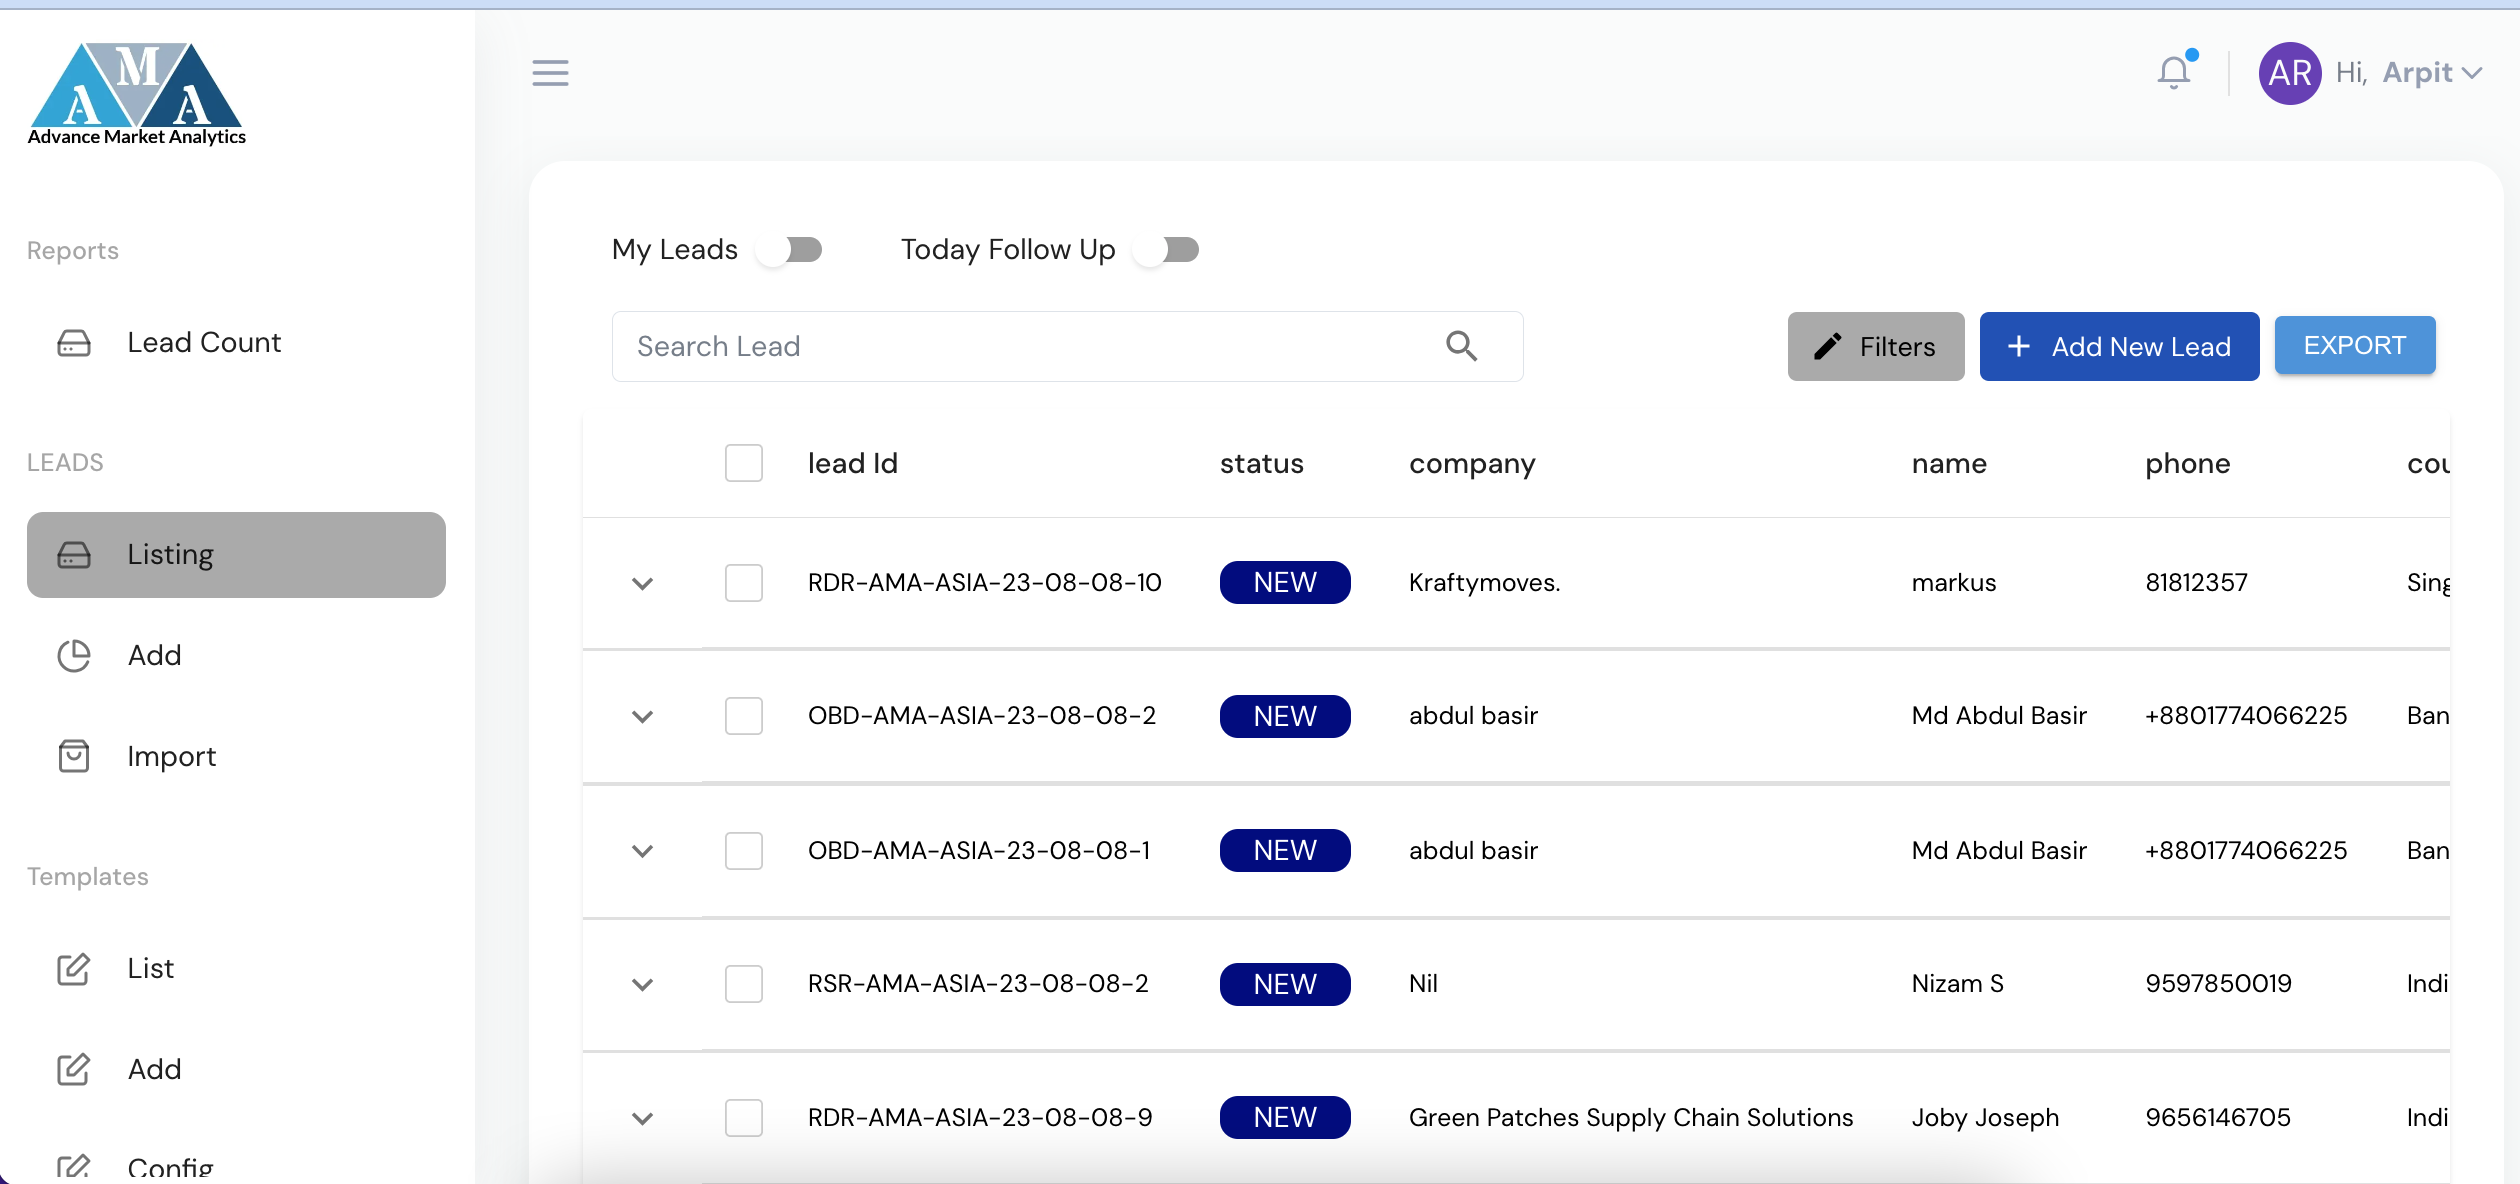 A M A
Advance Market Analytics
AR Hi, Arpit
Reports
Lead Count
LEADS
Listing
Add
Import
Templates
List
Add
Config
My Leads Today Follow Up
Search Lead
Filters + Add New Lead EXPORT
lead Id status company name phone cou
RDR-AMA-ASIA-23-08-08-10 NEW Kraftymoves. markus 81812357 Sing
OBD-AMA-ASIA-23-08-08-2 NEW abdul basir Md Abdul Basir +8801774066225 Ban
OBD-AMA-ASIA-23-08-08-1 NEW abdul basir Md Abdul Basir +8801774066225 Ban
RSR-AMA-ASIA-23-08-08-2 NEW Nil Nizam S 9597850019 Indi
RDR-AMA-ASIA-23-08-08-9 NEW Green Patches Supply Chain Solutions Joby Joseph 9656146705 Indi